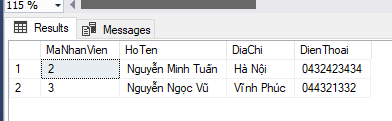 115 %
Results Messages
MaNhanVien HoTen DiaChi DienThoai
1 2 Nguyễn Minh Tuấn Hà Nội 0432423434
2 3 Nguyễn Ngọc Vũ Vĩnh Phúc 044321332